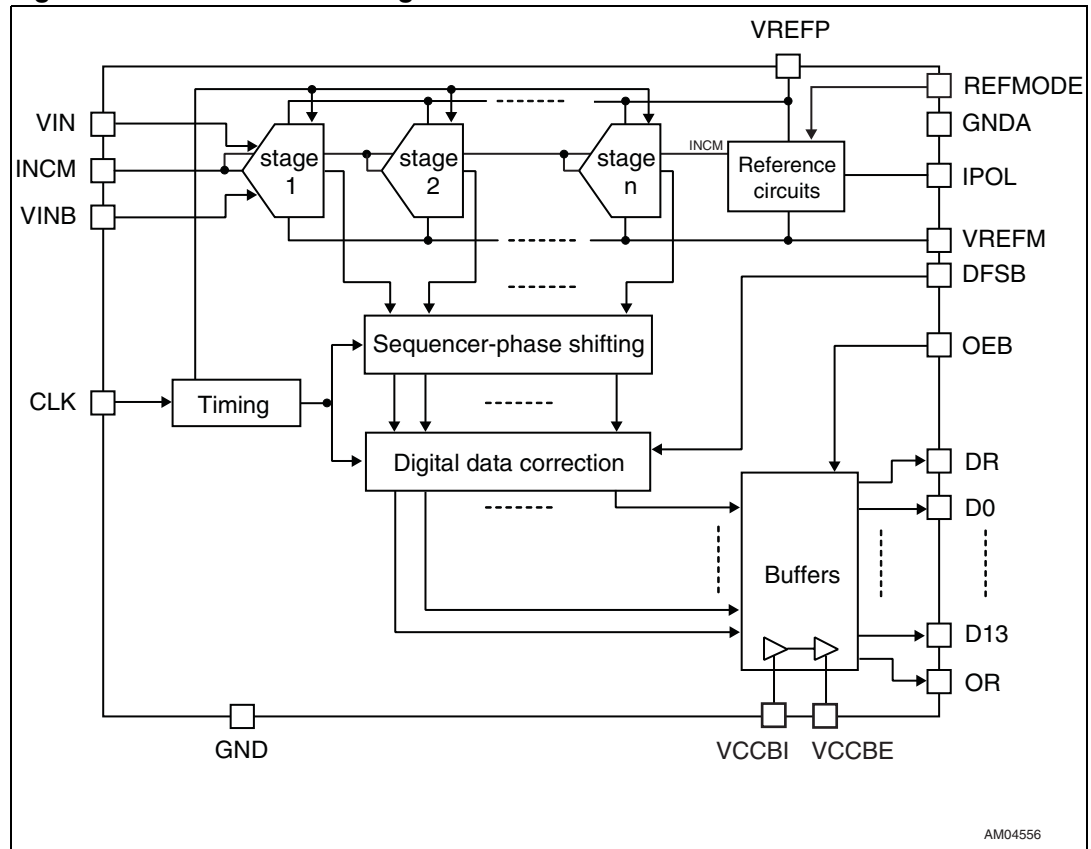 VREFP
REFMODE
VIN
GNDA
INCM
stage
1
stage
2
stage
n
INCM
Reference
circuits
IPOL
VINB
VREFM
DFSB
Sequencer-phase shifting
OEB
CLK
Timing
Digital data correction
DR
D0
Buffers
D13
OR
GND
VCCBI
VCCBE
AM04556